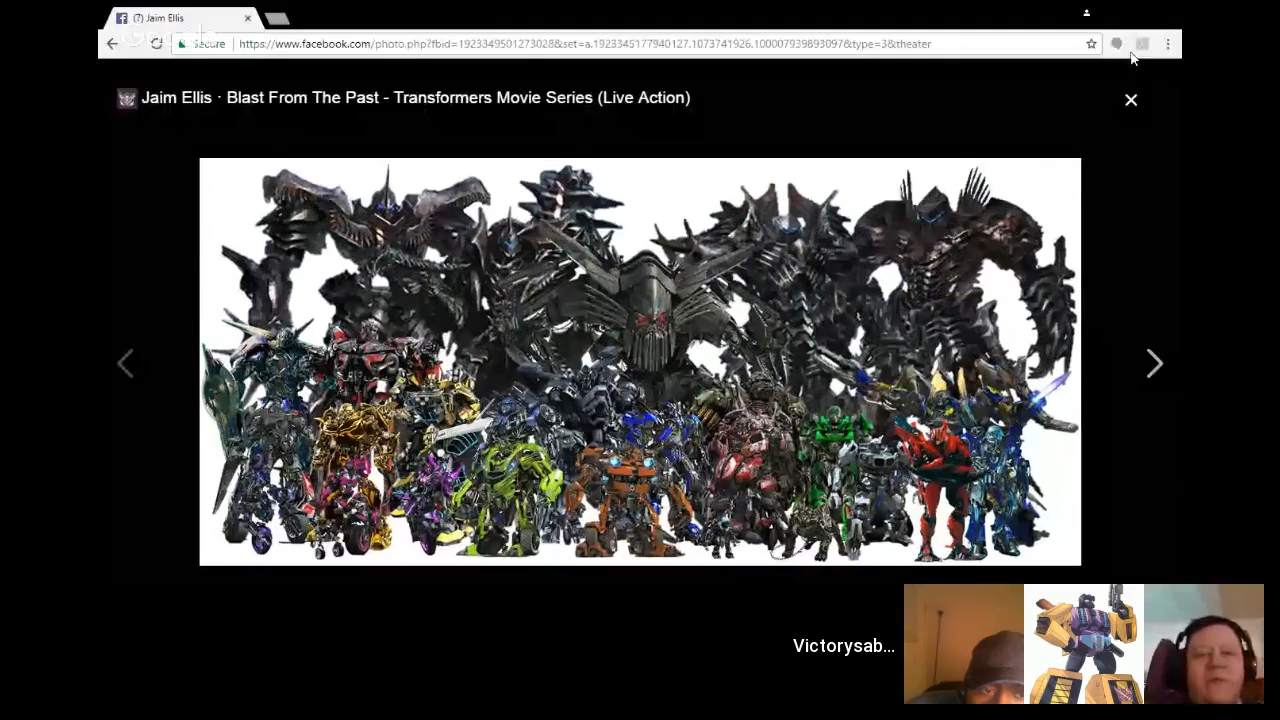 (7) Jaim Ellis
Secure https://www.facebook.com/photo.php?fbid=1923349501273028&set=a.1923345177940127.1073741926.100007939893097&type=3&theater
Jaim Ellis · Blast From The Past - Transformers Movie Series (Live Action)
Victorysab...